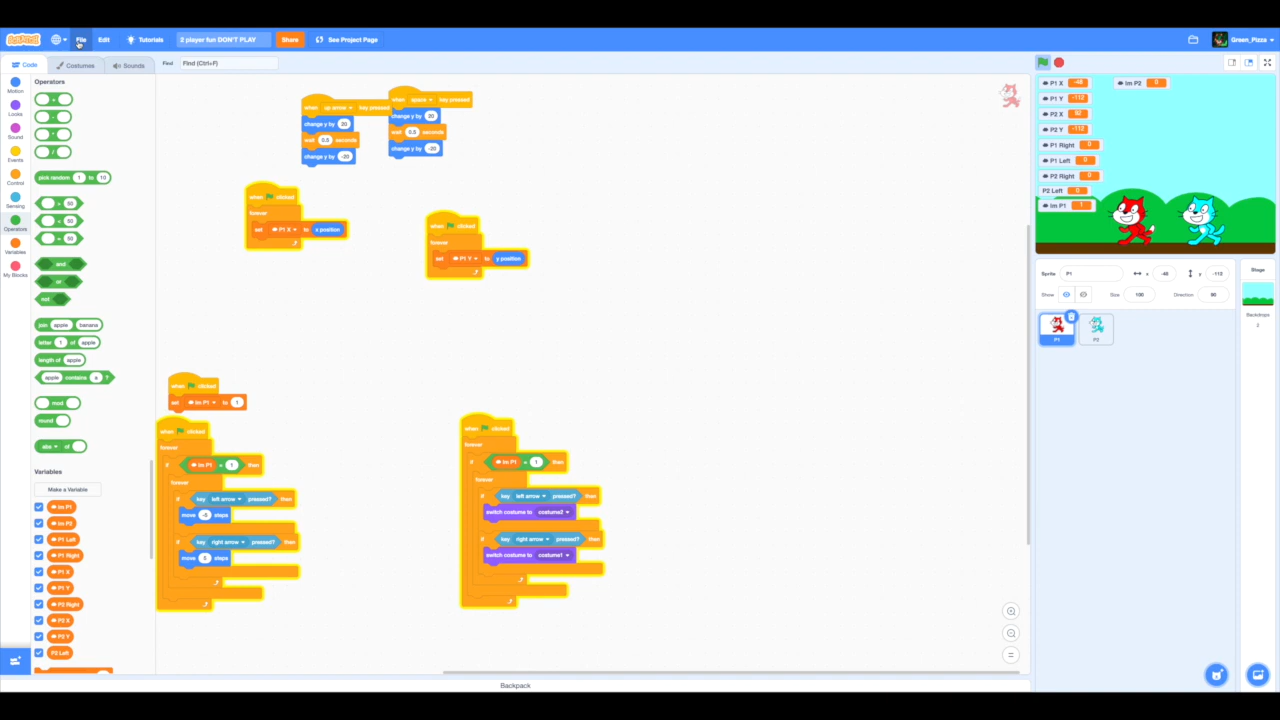 SCRATCH
File
Edit
Tutorials
2 player fun DON'T PLAY
Share
See Project Page
Green_Pizza
Code
Costumes
Sounds
Find
Find (Ctrl+F)
Motion
Looks
Sound
Events
Control
Sensing
Operators
Variables
My Blocks
Operators
+
-
*
/
pick random 1 to 10
> 50
< 50
= 50
and
or
not
join apple banana
letter 1 of apple
length of apple
apple contains a ?
mod
round
abs of
Variables
Make a Variable
Im P1
Im P2
P1 Left
P1 Right
P1 X
P1 Y
P2 Right
P2 X
P2 Y
P2 Left
when up arrow key pressed
change y by 20
wait 0.5 seconds
change y by -20
when space key pressed
change y by 20
wait 0.5 seconds
change y by -20
when clicked
forever
set P1 X to x position
when clicked
forever
set P1 Y to y position
when clicked
set Im P1 to 1
when clicked
forever
if Im P1 = 1 then
forever
if key left arrow pressed? then
move -5 steps
if key right arrow pressed? then
move 5 steps
when clicked
forever
if Im P1 = 1 then
forever
if key left arrow pressed? then
switch costume to costume2
if key right arrow pressed? then
switch costume to costume1
P1 X -48
P1 Y -112
P2 X
P2 Y -112
P1 Right 0
P1 Left 0
P2 Right 0
P2 Left 0
Im P1 1
Im P2 0
Sprite P1
x -48
y -112
Show
Size
Direction 90
P1
P2
Stage
Backdrops
2
Backpack